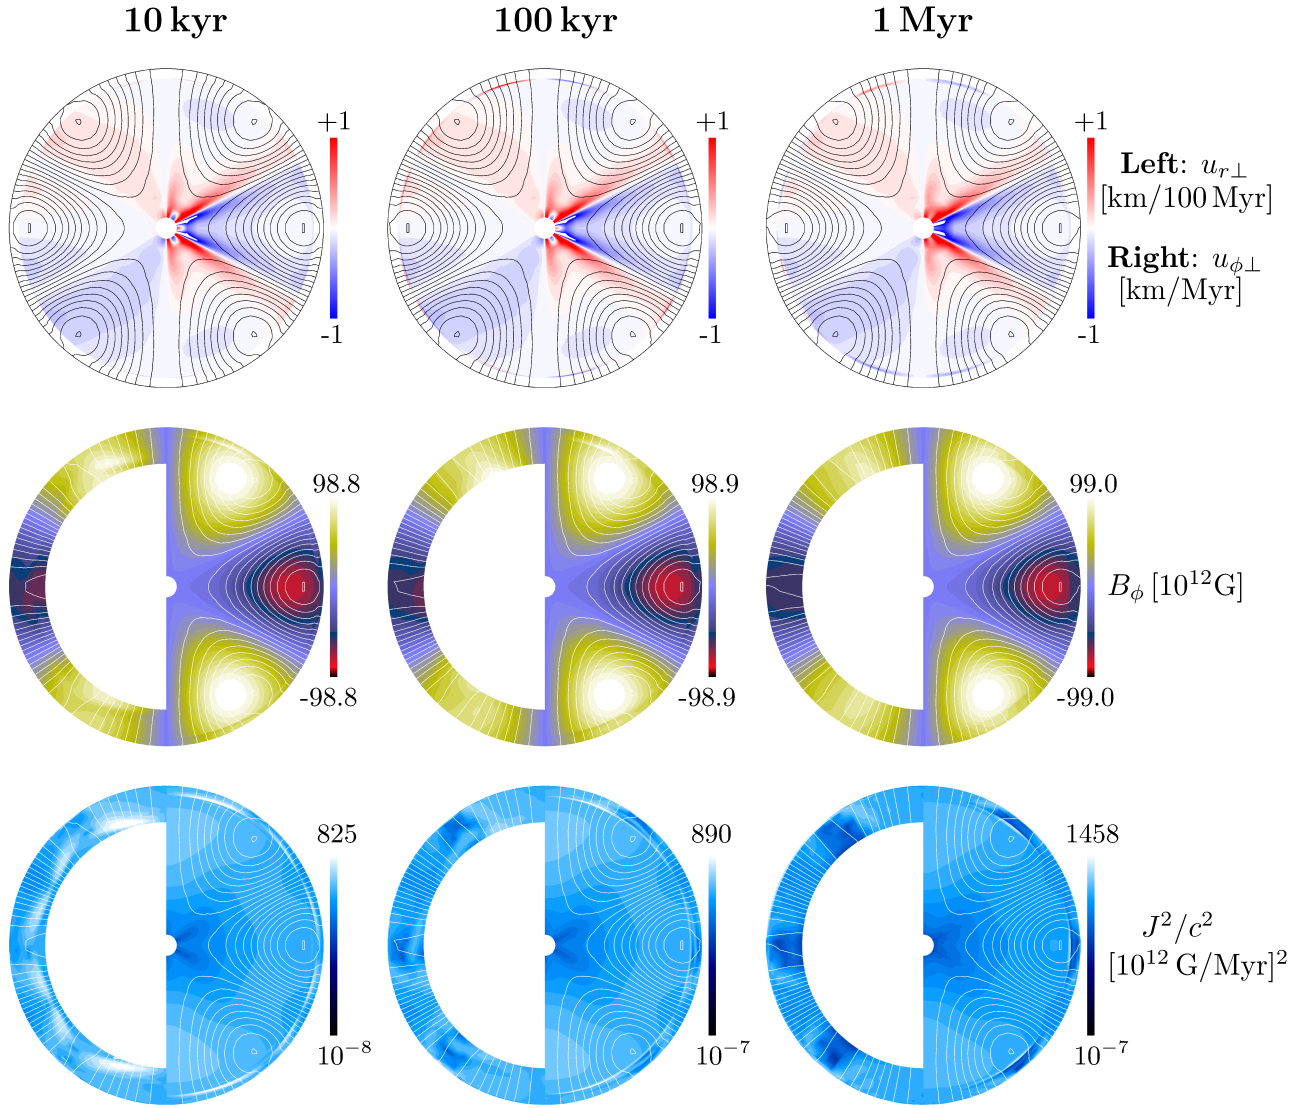 10 kyr 100 kyr 1 Myr
+1 +1 +1
Left: u_{r⊥}
[km/100 Myr]
Right: u_{ϕ⊥}
[km/Myr]
-1 -1 -1
98.8 98.9 99.0
B_ϕ [10^{12}G]
-98.8 -98.9 -99.0
825 890 1458
J^2/c^2
[10^{12} G/Myr]^2
10^{-8} 10^{-7} 10^{-7}